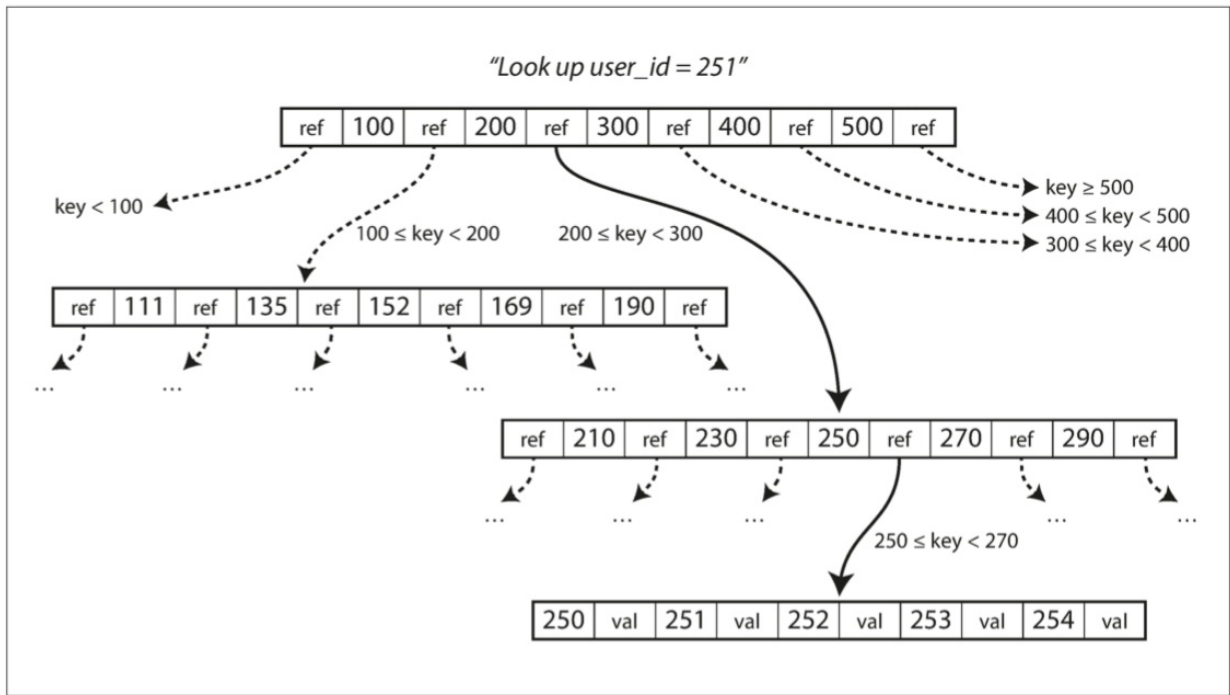 “Look up user_id = 251”
ref 100 ref 200 ref 300 ref 400 ref 500 ref
key < 100
100 ≤ key < 200
200 ≤ key < 300
key ≥ 500
400 ≤ key < 500
300 ≤ key < 400
ref 111 ref 135 ref 152 ref 169 ref 190 ref
... ... ... ... ... ...
ref 210 ref 230 ref 250 ref 270 ref 290 ref
... ... ... ... ...
250 ≤ key < 270
250 val 251 val 252 val 253 val 254 val